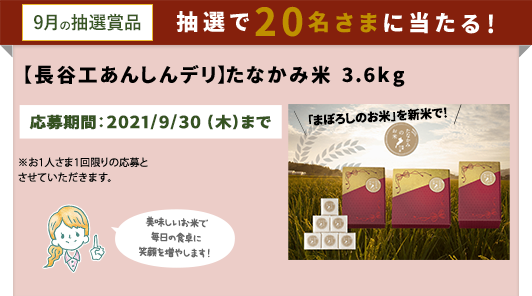 9月の抽選賞品
抽選で20名さまに当たる！
【長谷工あんしんデリ】たなかみ米 3.6kg
応募期間：2021/9/30（木）まで
「まぼろしのお米」を新米で！
※お1人さま1回限りの応募と
させていただきます。
美味しいお米で
毎日の食卓に
笑顔を増やします！